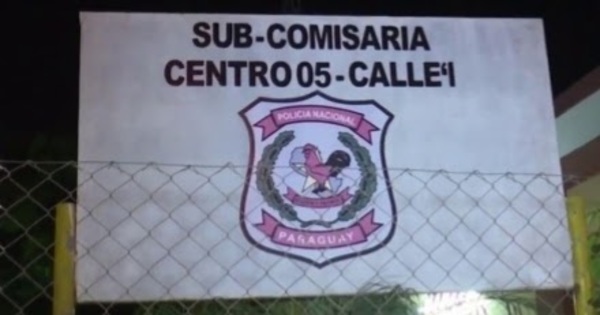 SUB-COMISARIA
CENTRO 05 - CALLE'I
POLICIA NACIONAL
PARAGUAY